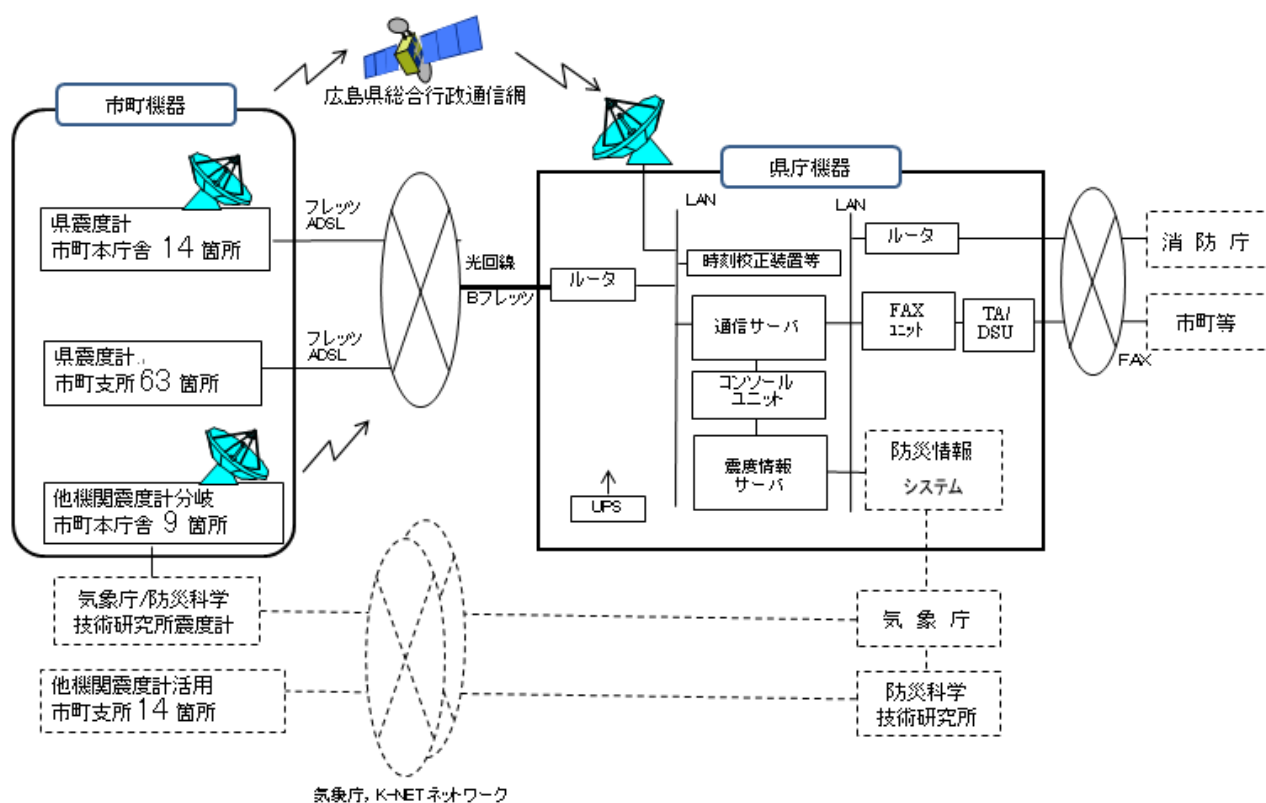 広島県総合行政通信網
市町機器
県震度計
市町本庁舎 14 箇所
フレッツ
ADSL
県震度計
市町支所 63 箇所
フレッツ
ADSL
他機関震度計分岐
市町本庁舎 9 箇所
光回線
Bフレッツ
県庁機器
LAN
LAN
ルータ
ルータ
時刻校正装置等
通信サーバ
FAX
ユニット
TA/
DSU
コンソール
ユニット
震度情報
サーバ
防災情報
システム
UPS
消 防 庁
市町等
FAX
気象庁/防災科学
技術研究所震度計
気 象 庁
他機関震度計活用
市町支所 14 箇所
防災科学
技術研究所
気象庁, K-NETネットワーク